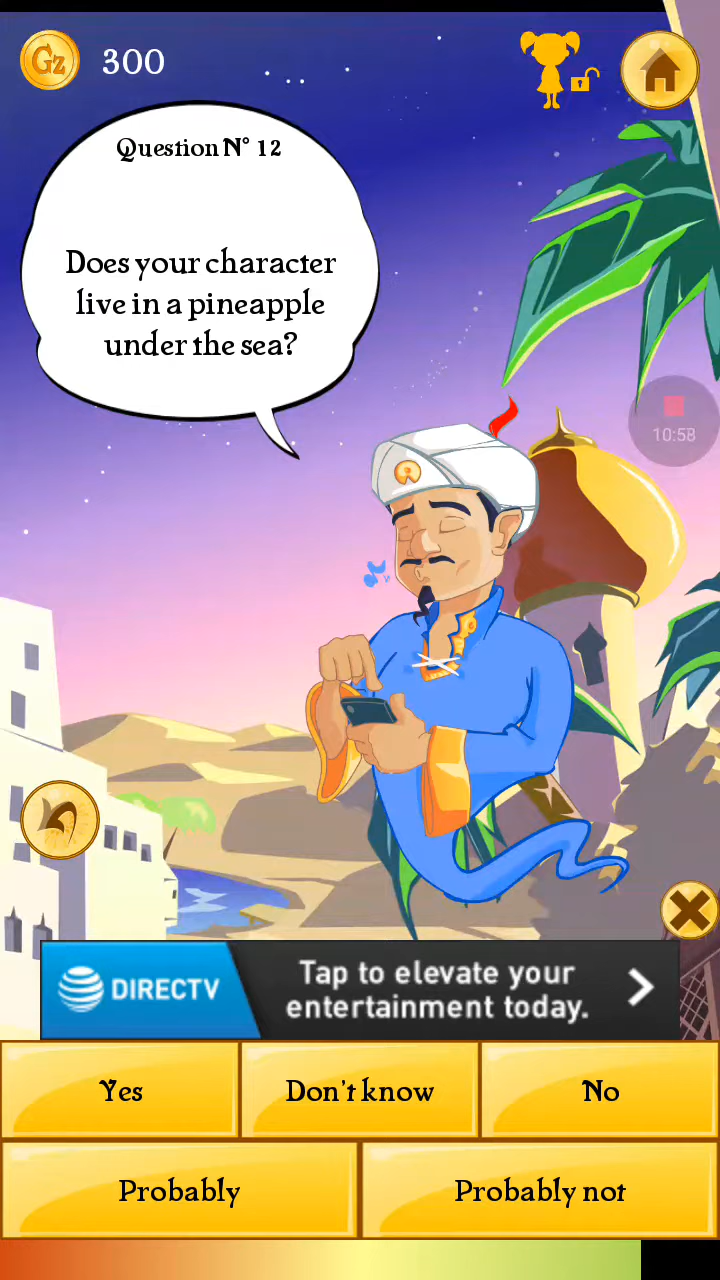 Gz
300
Question N° 12
Does your character
live in a pineapple
under the sea?
10:58
DIRECTV
Tap to elevate your
entertainment today.
Yes
Don't know
No
Probably
Probably not